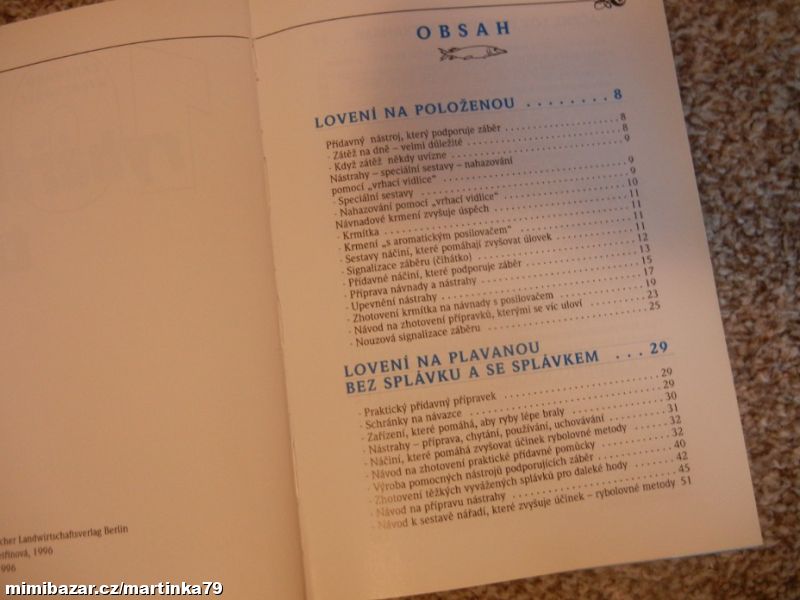 OBSAH
LOVENÍ NA POLOŽENOU ........ 8
Přídavný nástroj, který podporuje záběr 8
- Zátěž na dně – velmi důležité 8
- Když zátěž někdy uvízne 9
Nástrahy – speciální sestavy – nahazování
pomocí „vrhací vidlice“ 9
- Speciální sestavy 9
- Nahazování pomocí „vrhací vidlice“ 10
Návnadové krmení zvyšuje úspěch 11
- Krmítka 11
- Krmení „s aromatickým posilovačem“ 11
- Sestavy náčiní, které pomáhají zvyšovat úlovek 11
- Signalizace záběru (čihátko) 12
- Přídavné náčiní, které podporuje záběr 13
- Příprava návnady a nástrahy 15
- Upevnění nástrahy 17
- Zhotovení krmítka na návnady s posilovačem 19
- Návod na zhotovení přípravků, kterými se víc uloví 23
- Nouzová signalizace záběru 25
LOVENÍ NA PLAVANOU
BEZ SPLÁVKU A SE SPLÁVKEM ... 29
- Praktický přídavný přípravek 29
- Schránky na návazce 29
- Zařízení, které pomáhá, aby ryby lépe braly 30
- Nástrahy – příprava, chytání, používání, uchovávání 31
- Náčiní, které pomáhá zvyšovat účinek rybolovné metody 32
- Návod na zhotovení praktické přídavné pomůcky 32
- Výroba pomocných nástrojů podporujících záběr 40
- Zhotovení těžkých vyvážených splávků pro daleké hody 42
- Návod na přípravu nástrahy 45
- Návod k sestavě nářadí, které zvyšuje účinek – rybolovné metody 51
cher Landwirtschaftsverlag Berlin
eifinová, 1996
996
mimibazar.cz/martinka79